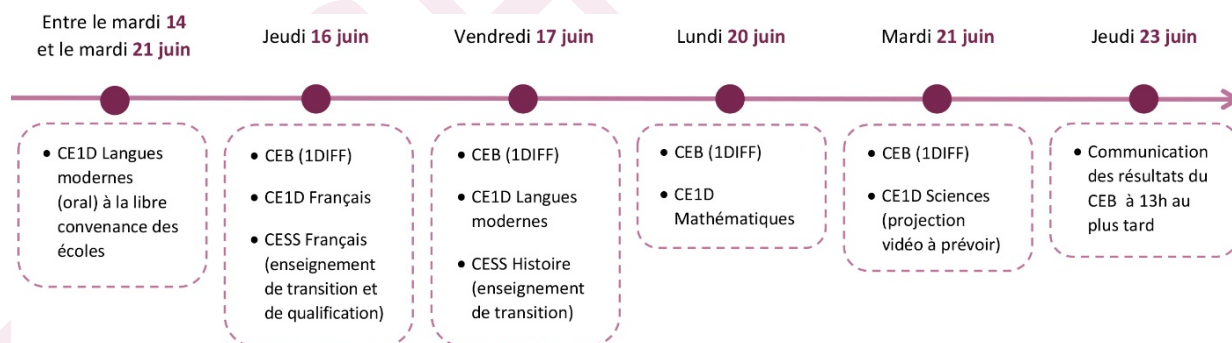 Entre le mardi 14
et le mardi 21 juin
Jeudi 16 juin
Vendredi 17 juin
Lundi 20 juin
Mardi 21 juin
Jeudi 23 juin
• CE1D Langues
modernes
(oral) à la libre
convenance des
écoles
• CEB (1DIFF)
• CE1D Français
• CESS Français
(enseignement
de transition et
de qualification)
• CEB (1DIFF)
• CE1D Langues
modernes
• CESS Histoire
(enseignement
de transition)
• CEB (1DIFF)
• CE1D
Mathématiques
• CEB (1DIFF)
• CE1D Sciences
(projection
vidéo à prévoir)
• Communication
des résultats du
CEB à 13h au
plus tard